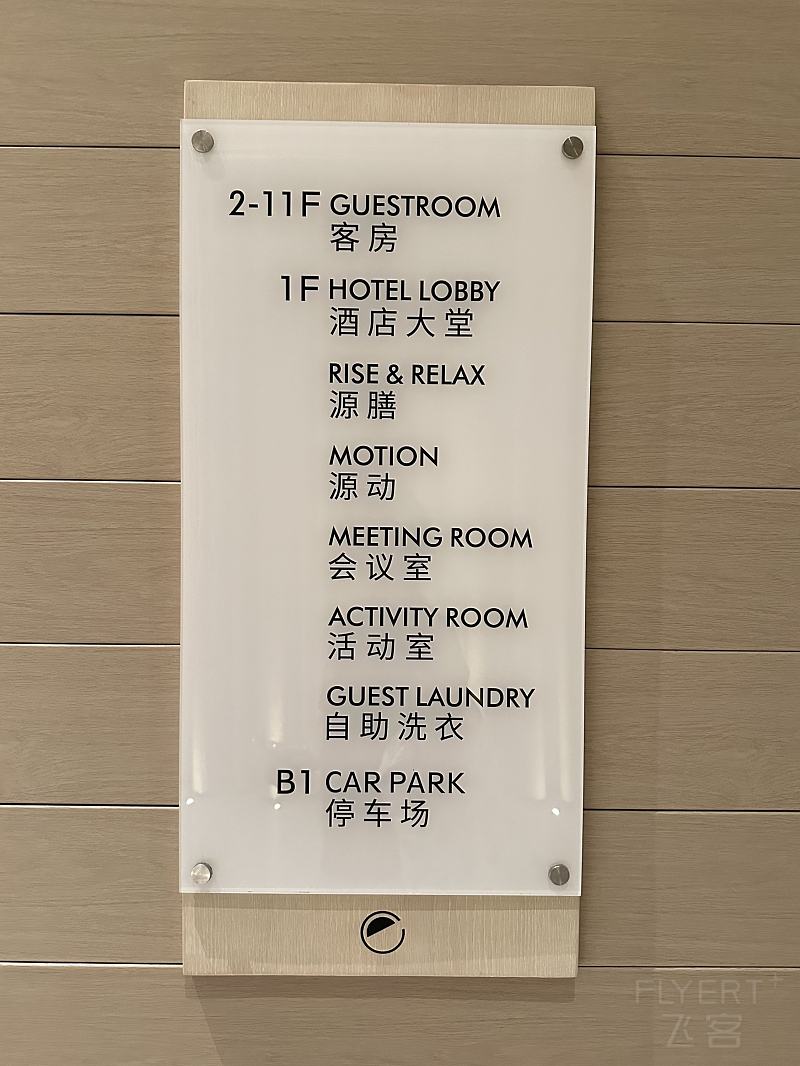 2-11F GUESTROOM
客房
1F HOTEL LOBBY
酒店大堂
RISE & RELAX
源膳
MOTION
源动
MEETING ROOM
会议室
ACTIVITY ROOM
活动室
GUEST LAUNDRY
自助洗衣
B1 CAR PARK
停车场
FLYERT+
飞客